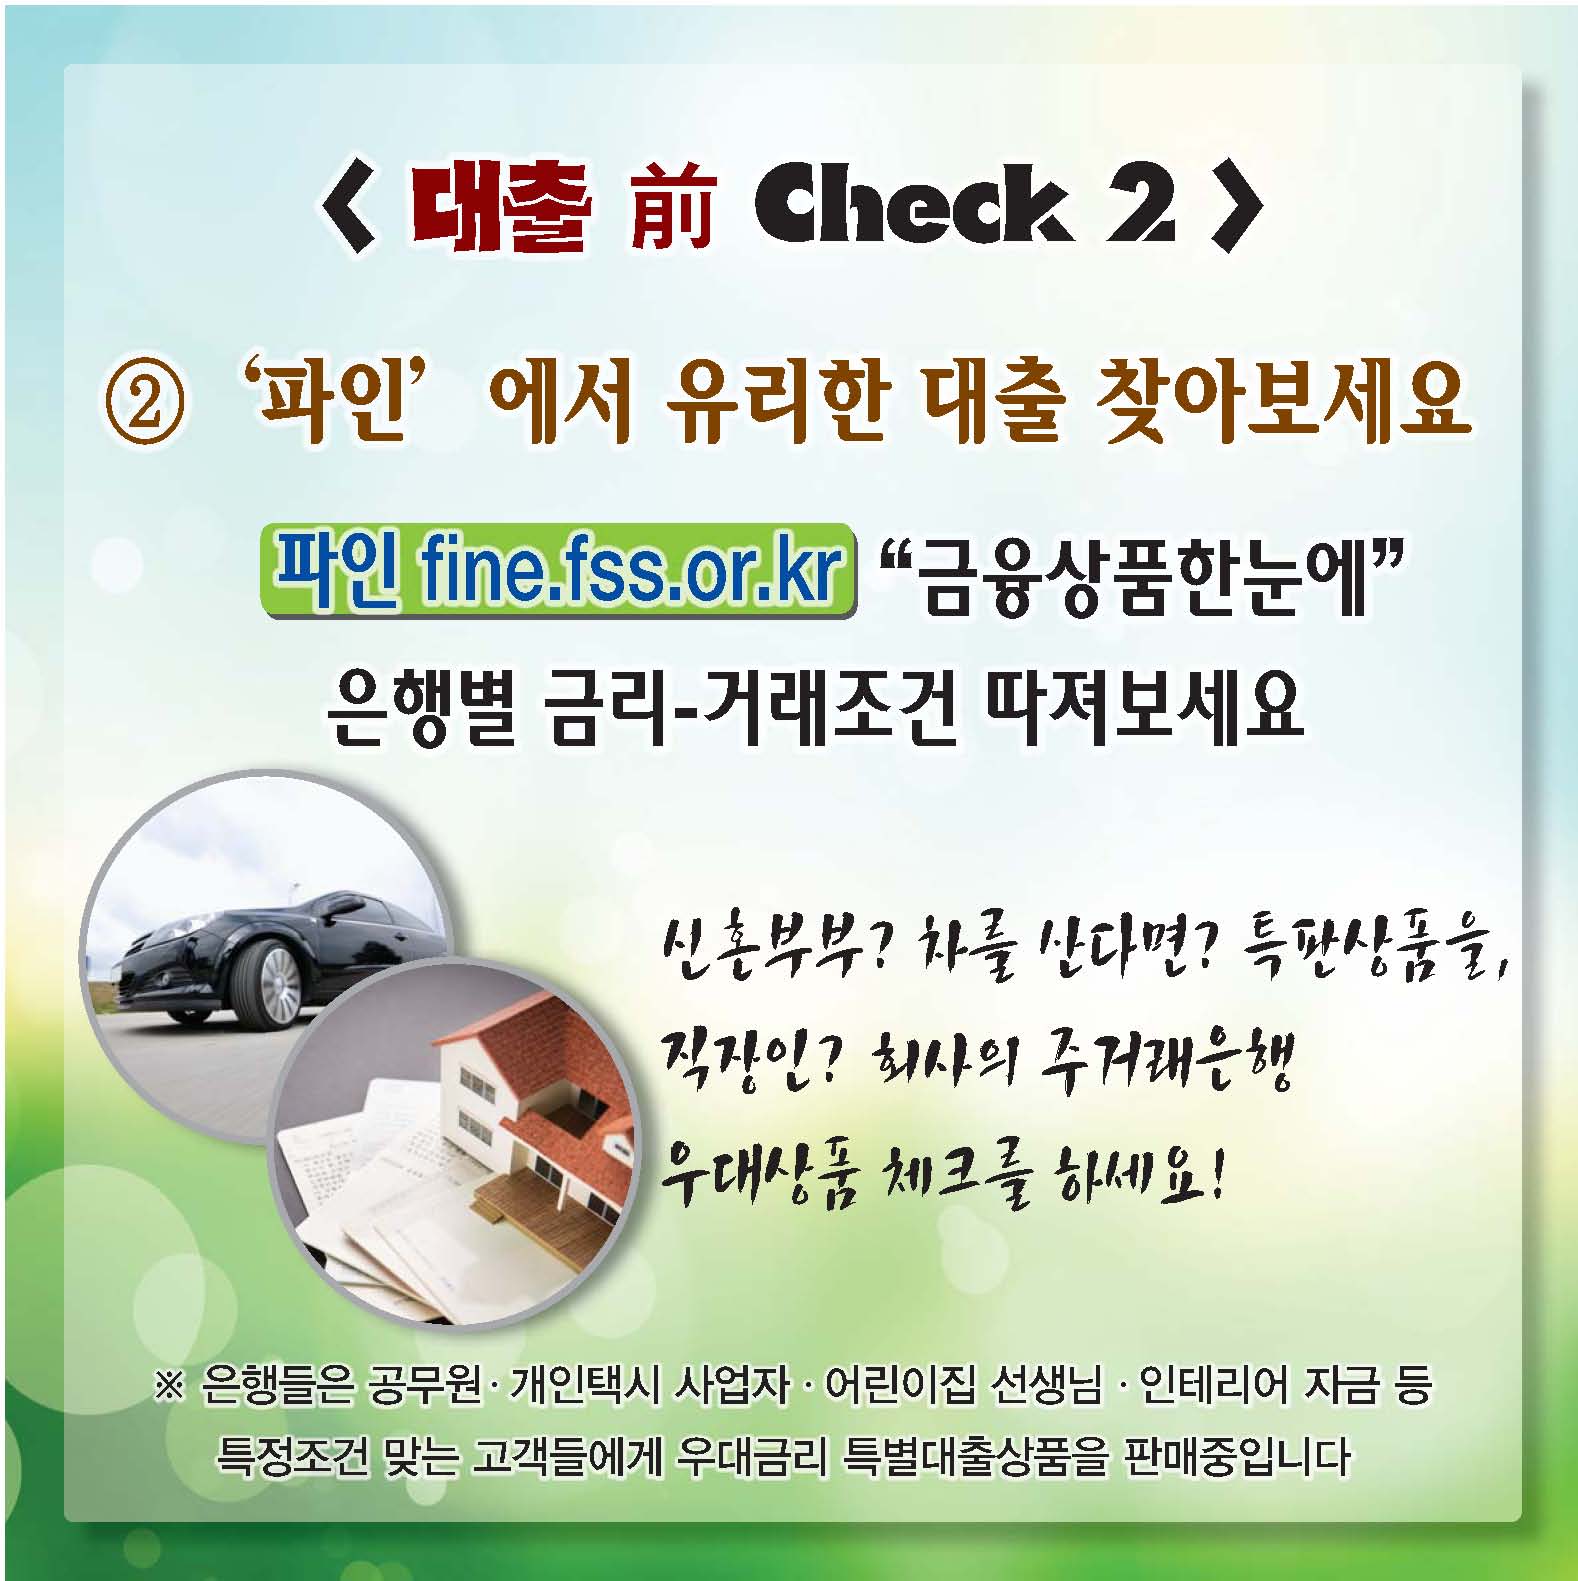 < 대출 前 Check 2 >
② ‘파인’ 에서 유리한 대출 찾아보세요
파인 fine.fss.or.kr “금융상품한눈에”
은행별 금리-거래조건 따져보세요
신혼부부? 차를 산다면? 특판상품을,
직장인? 회사의 주거래은행
우대상품 체크를 하세요!
※ 은행들은 공무원 · 개인택시 사업자 · 어린이집 선생님 · 인테리어 자금 등
특정조건 맞는 고객들에게 우대금리 특별대출상품을 판매중입니다